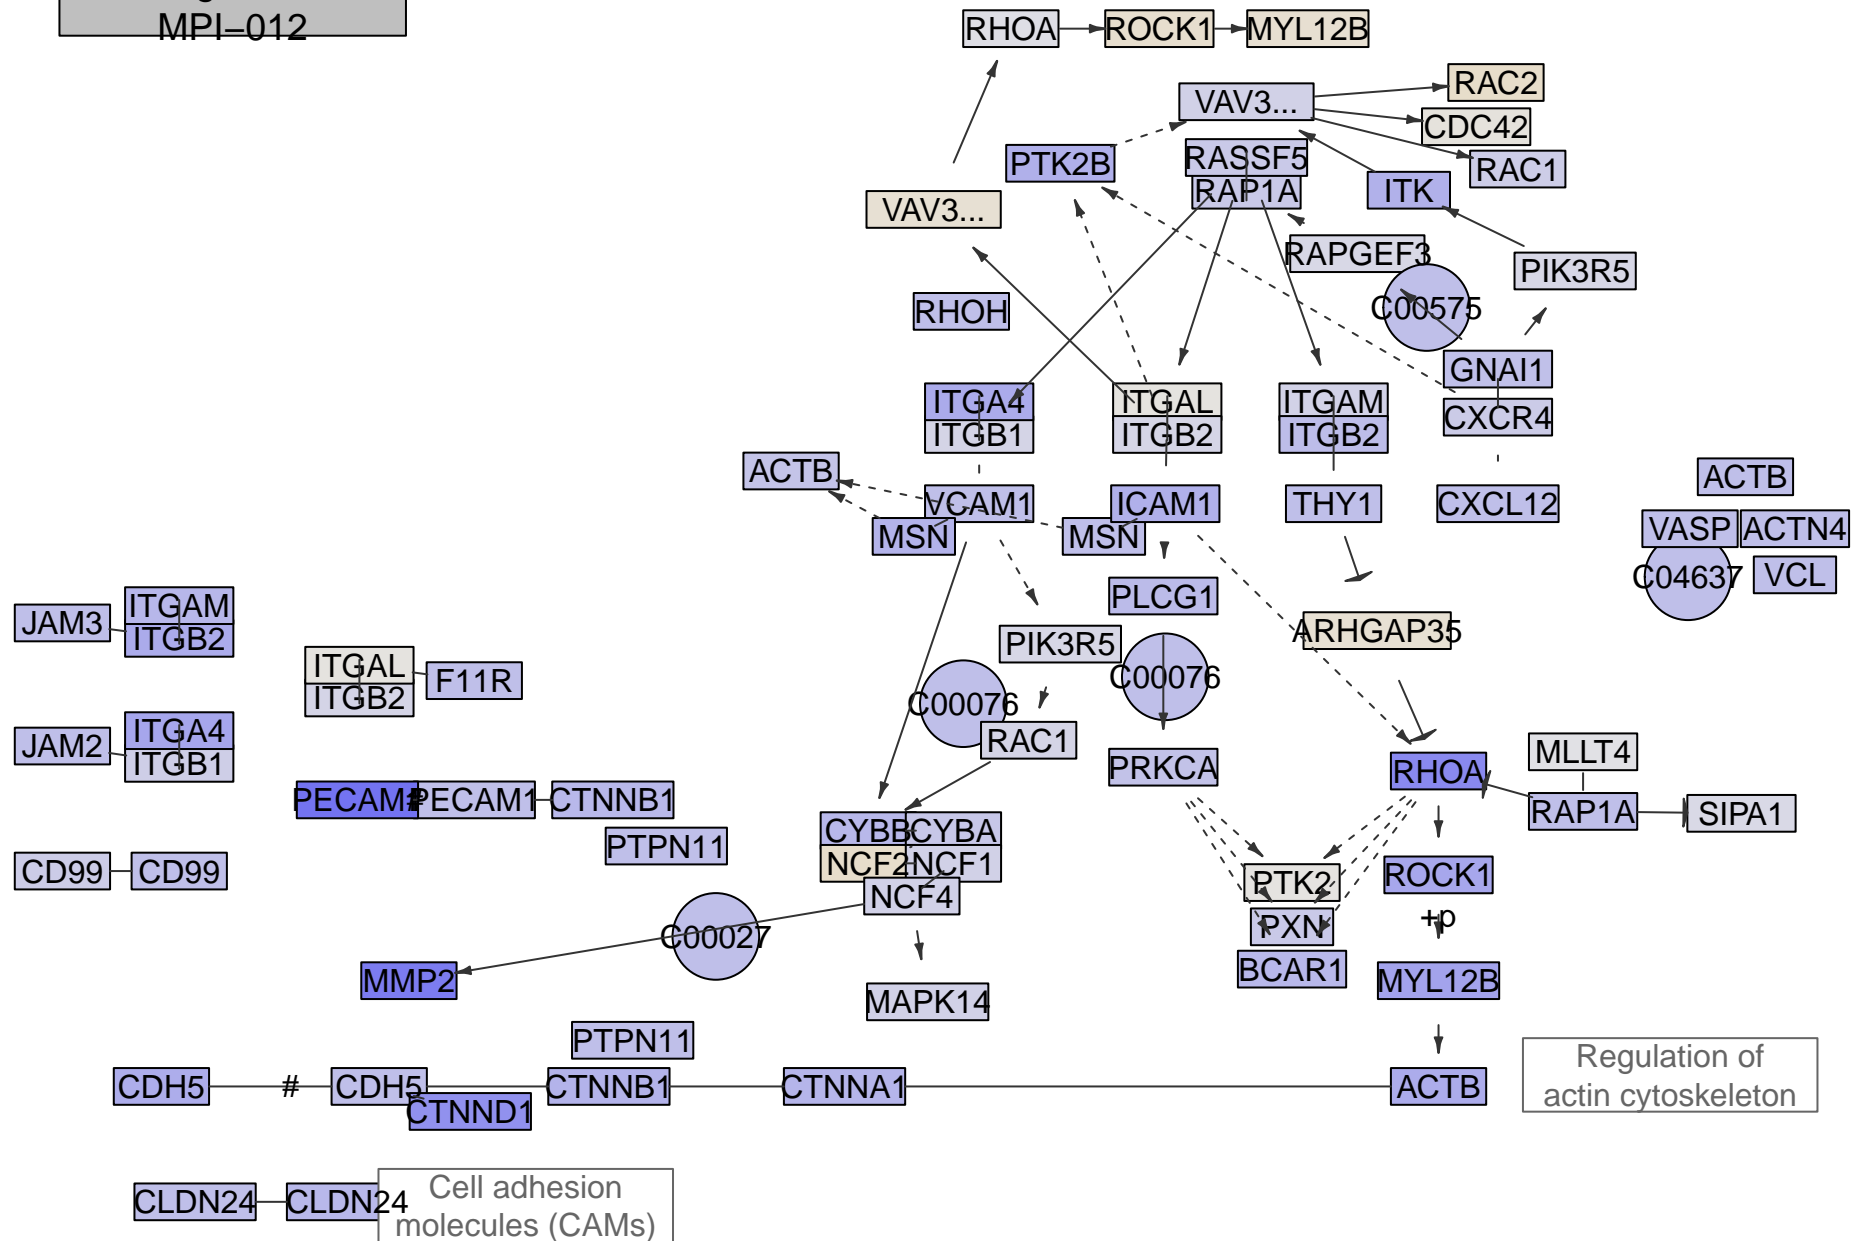 MPI−012
RHOA
ROCK1
MYL12B
RAC2
VAV3...
CDC42
RASSF5
PTK2B
RAC1
RAP1A
ITK
VAV3...
RAPGEF3
PIK3R5
C00575
RHOH
GNAI1
ITGA4
ITGAL
ITGAM
CXCR4
ITGB1
ITGB2
ITGB2
ACTB
ACTB
VCAM1
ICAM1
THY1
CXCL12
MSN
MSN
VASP
ACTN4
C04637
VCL
PLCG1
ITGAM
JAM3
ITGB2
ARHGAP35
PIK3R5
ITGAL
F11R
ITGB2
C00076
C00076
ITGA4
JAM2
ITGB1
RAC1
PRKCA
RHOA
MLLT4
PECAM1
#
PECAM1
CTNNB1
RAP1A
SIPA1
CYBB
CYBA
PTPN11
NCF2
NCF1
CD99
CD99
NCF4
PTK2
ROCK1
+p
PXN
C00027
BCAR1
MMP2
MYL12B
MAPK14
PTPN11
CDH5
#
CDH5
CTNNB1
CTNNA1
ACTB
CTNND1
Regulation of
actin cytoskeleton
CLDN24
CLDN24
Cell adhesion
molecules (CAMs)